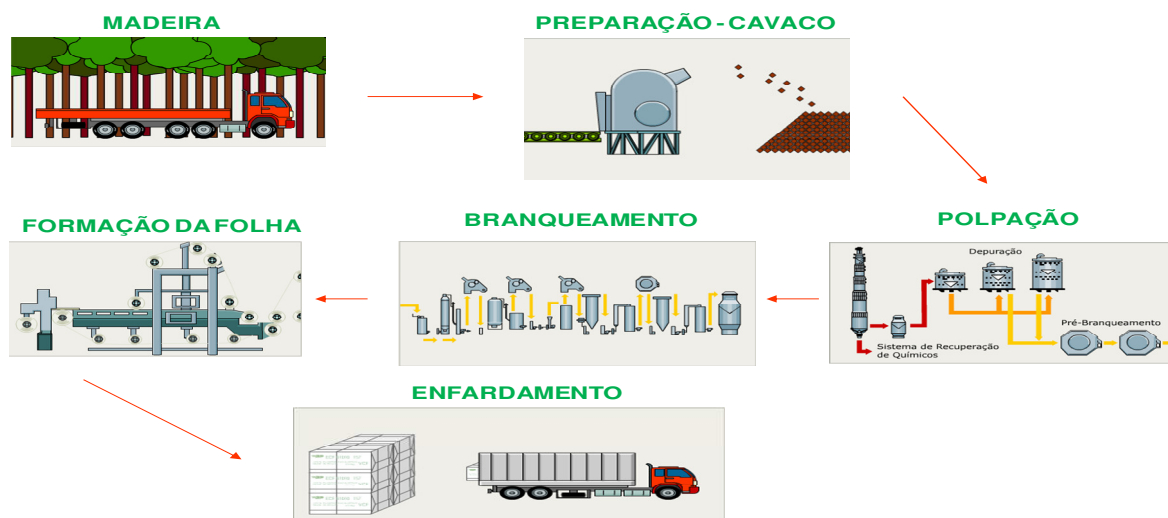 MADEIRA
PREPARAÇÃO - CAVACO
POLPAÇÃO
Depuração
Pré-Branqueamento
Sistema de Recuperação
de Químicos
BRANQUEAMENTO
FORMAÇÃO DA FOLHA
ENFARDAMENTO